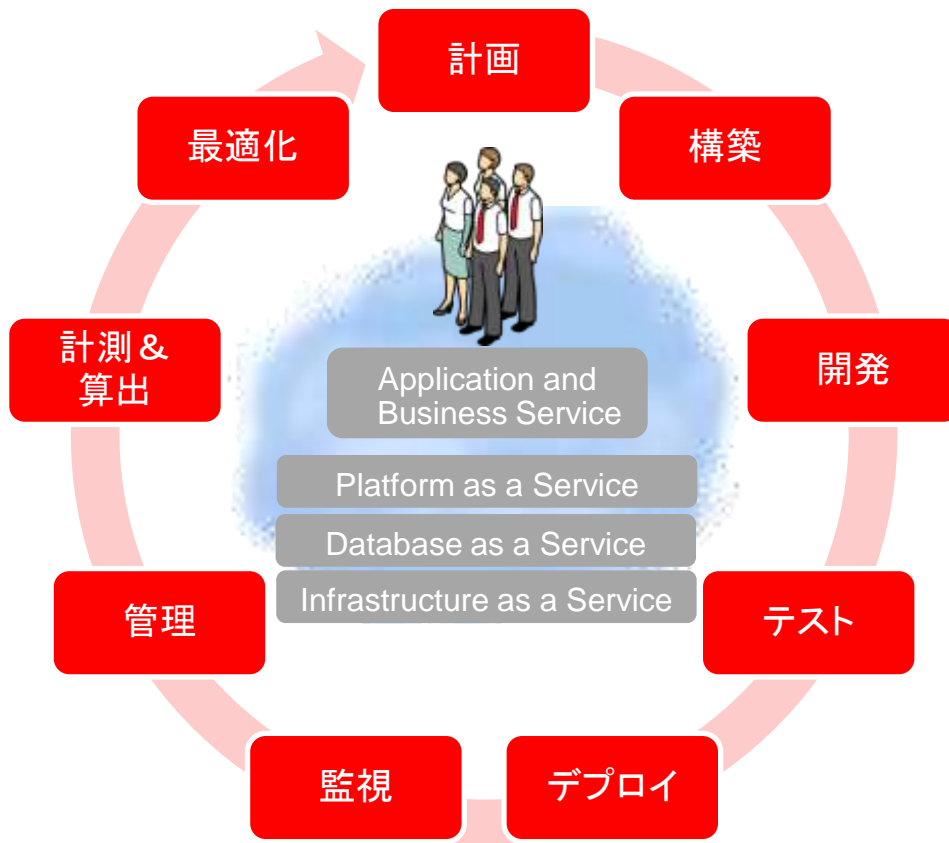 計画
構築
開発
テスト
デプロイ
監視
管理
計測＆
算出
最適化
Application and
Business Service
Platform as a Service
Database as a Service
Infrastructure as a Service